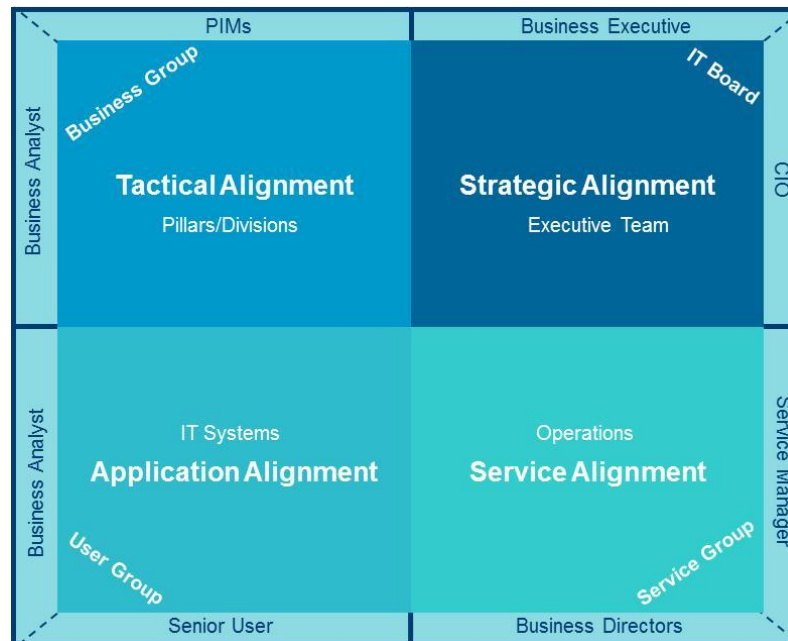 PIMs
Business Executive
Business Group
IT Board
Business Analyst
Tactical Alignment
Strategic Alignment
CIO
Pillars/Divisions
Executive Team
Business Analyst
IT Systems
Operations
Service Manager
Application Alignment
Service Alignment
User Group
Service Group
Senior User
Business Directors